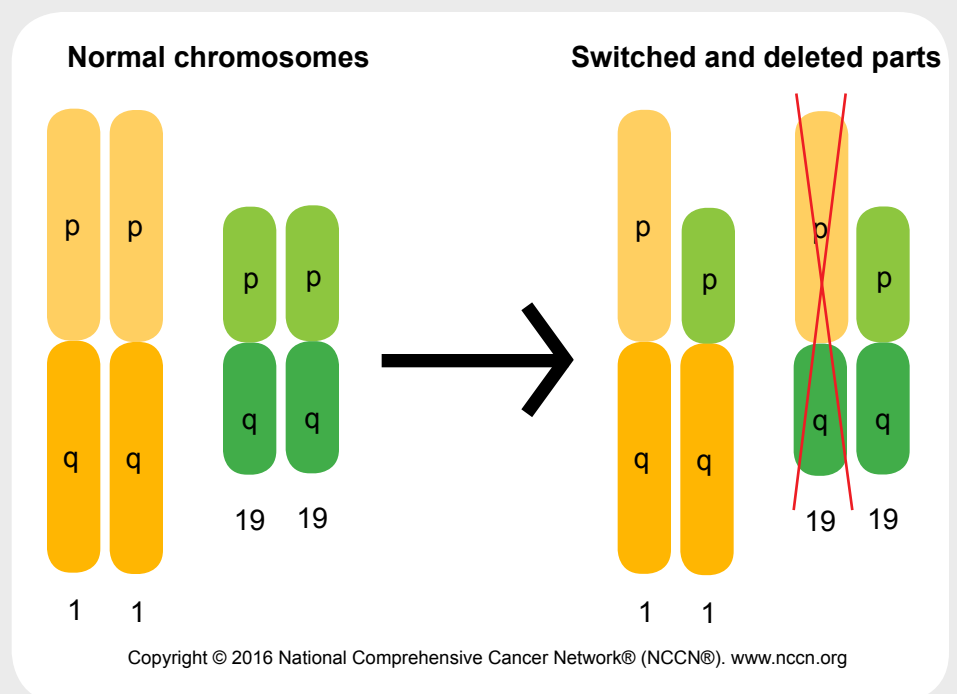 Normal chromosomes
Switched and deleted parts
p p
p p
q q
q q
19 19
1 1
p
p
p
p
q q
q q
19 19
1 1
Copyright © 2016 National Comprehensive Cancer Network® (NCCN®). www.nccn.org